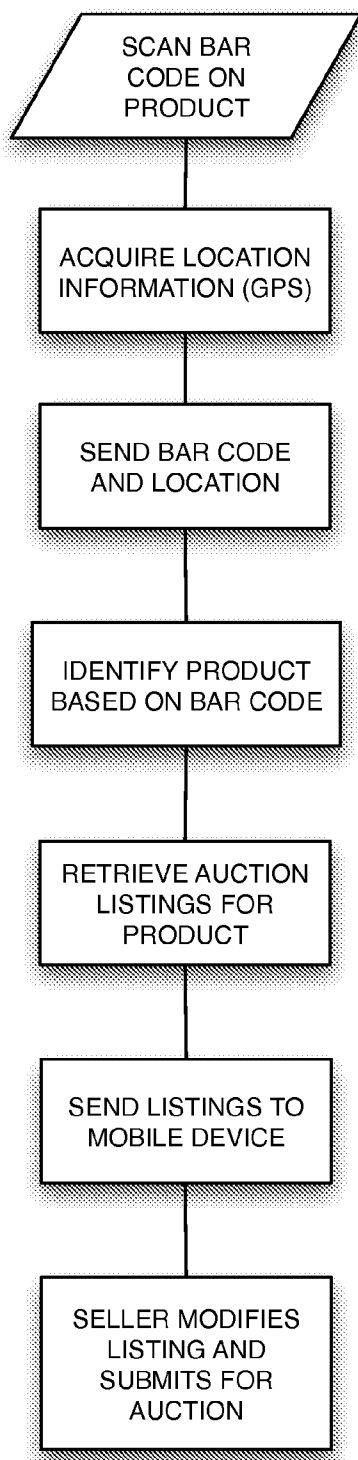 SCAN BAR
CODE ON
PRODUCT
ACQUIRE LOCATION
INFORMATION (GPS)
SEND BAR CODE
AND LOCATION
IDENTIFY PRODUCT
BASED ON BAR CODE
RETRIEVE AUCTION
LISTINGS FOR
PRODUCT
SEND LISTINGS TO
MOBILE DEVICE
SELLER MODIFIES
LISTING AND
SUBMITS FOR
AUCTION